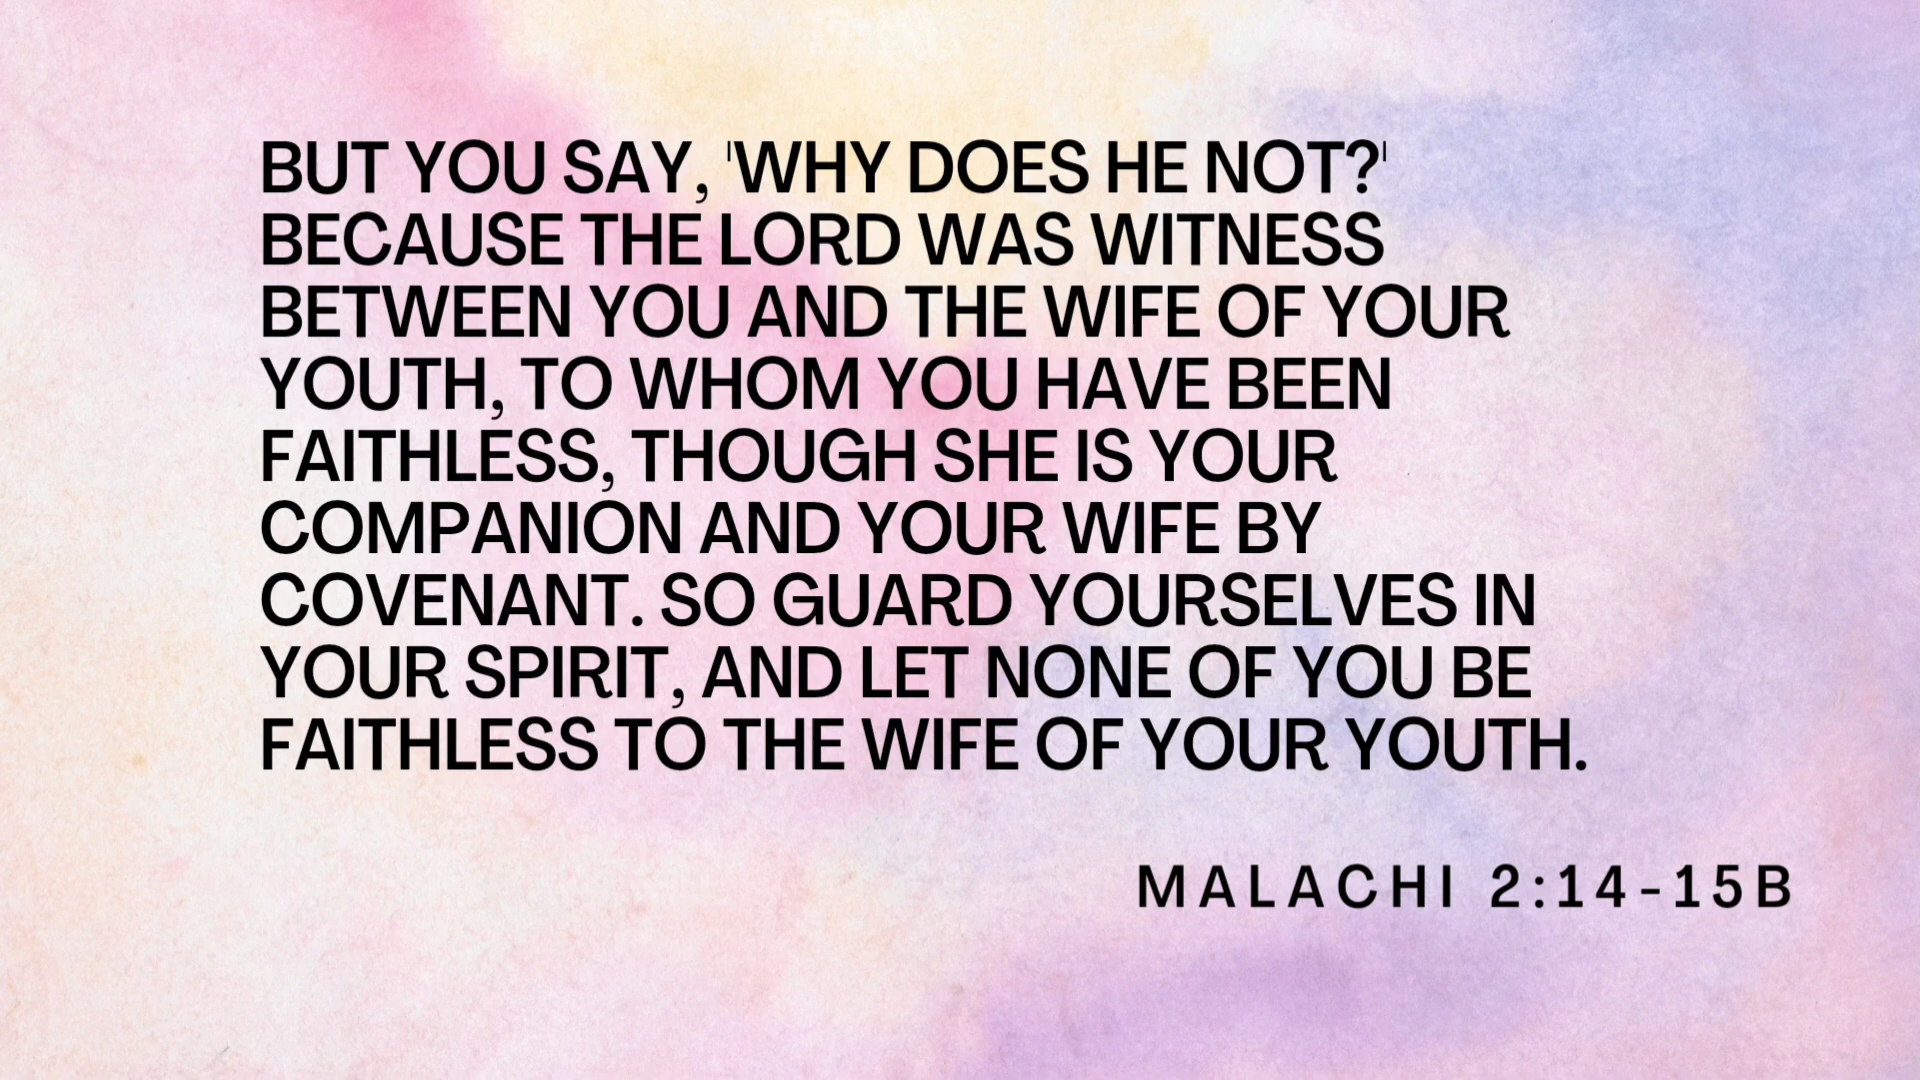 BUT YOU SAY, 'WHY DOES HE NOT?'
BECAUSE THE LORD WAS WITNESS
BETWEEN YOU AND THE WIFE OF YOUR
YOUTH, TO WHOM YOU HAVE BEEN
FAITHLESS, THOUGH SHE IS YOUR
COMPANION AND YOUR WIFE BY
COVENANT. SO GUARD YOURSELVES IN
YOUR SPIRIT, AND LET NONE OF YOU BE
FAITHLESS TO THE WIFE OF YOUR YOUTH.
MALACHI 2:14-15B